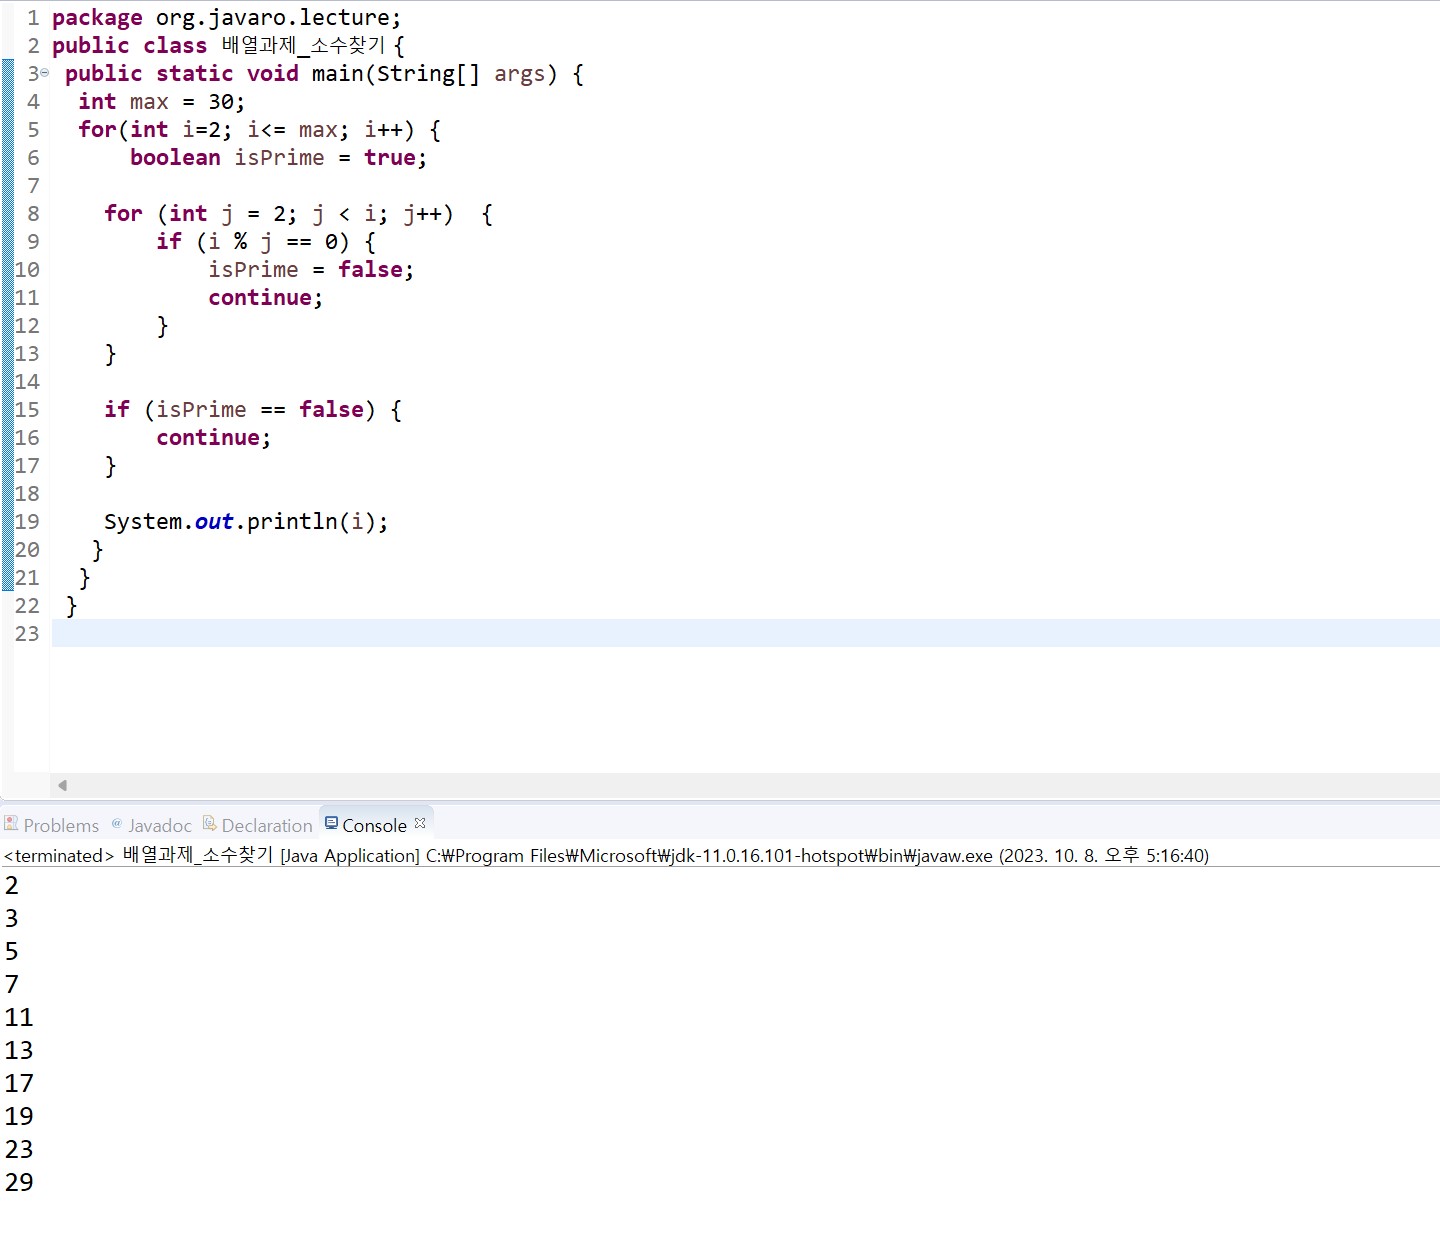 1 package org.javaro.lecture;
2 public class 배열과제_소수찾기 {
3 public static void main(String[] args) {
4 int max = 30;
5 for(int i=2; i<= max; i++) {
6 boolean isPrime = true;
7
8 for (int j = 2; j < i; j++)  {
9 if (i % j == 0) {
10 isPrime = false;
11 continue;
12 }
13 }
14
15 if (isPrime == false) {
16 continue;
17 }
18
19 System.out.println(i);
20 }
21 }
22 }
23
Problems @ Javadoc Declaration Console
<terminated> 배열과제_소수찾기 [Java Application] C:₩Program Files₩Microsoft₩jdk-11.0.16.101-hotspot₩bin₩javaw.exe (2023. 10. 8. 오후 5:16:40)
2
3
5
7
11
13
17
19
23
29